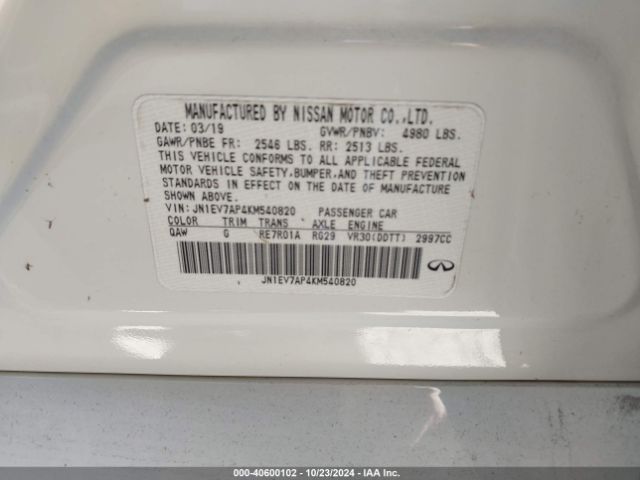 MANUFACTURED BY NISSAN MOTOR CO.,LTD.
DATE: 03/19 GVWR/PNBV: 4980 LBS.
GAWR/PNBE FR: 2546 LBS. RR: 2513 LBS.
THIS VEHICLE CONFORMS TO ALL APPLICABLE FEDERAL
MOTOR VEHICLE SAFETY,BUMPER,AND THEFT PREVENTION
STANDARDS IN EFFECT ON THE DATE OF MANUFACTURE
SHOWN ABOVE.
VIN: JN1EV7AP4KM540820 PASSENGER CAR
COLOR TRIM TRANS AXLE ENGINE
QAW G RE7R01A RG29 VR30(DDTT) 2997CC
JN1EV7AP4KM540820
000-40600102 | 10/23/2024 | IAA Inc.